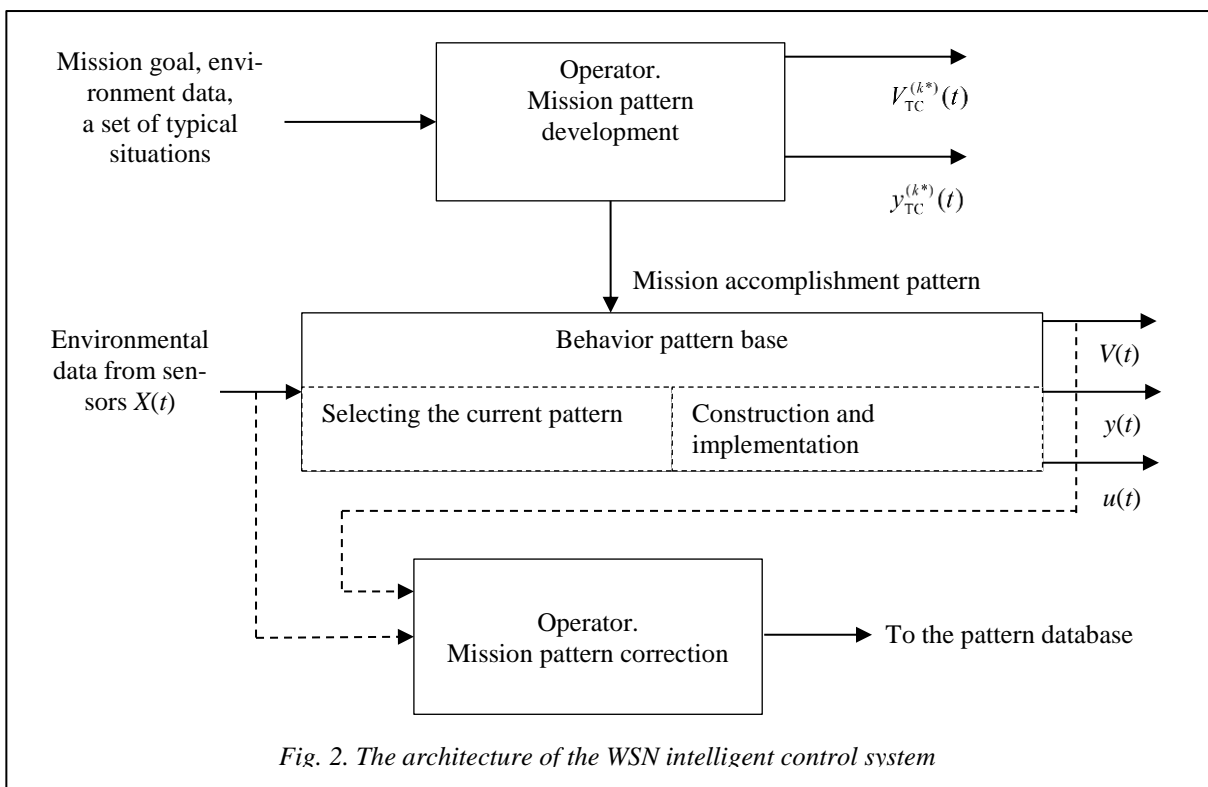 Mission goal, envi-
ronment data,
a set of typical
situations
Operator.
Mission pattern
development
V_TC^(k*)(t)
y_TC^(k*)(t)
Mission accomplishment pattern
Environmental
data from sen-
sors X(t)
Behavior pattern base
Selecting the current pattern
Construction and
implementation
V(t)
y(t)
u(t)
Operator.
Mission pattern correction
To the pattern database
Fig. 2. The architecture of the WSN intelligent control system